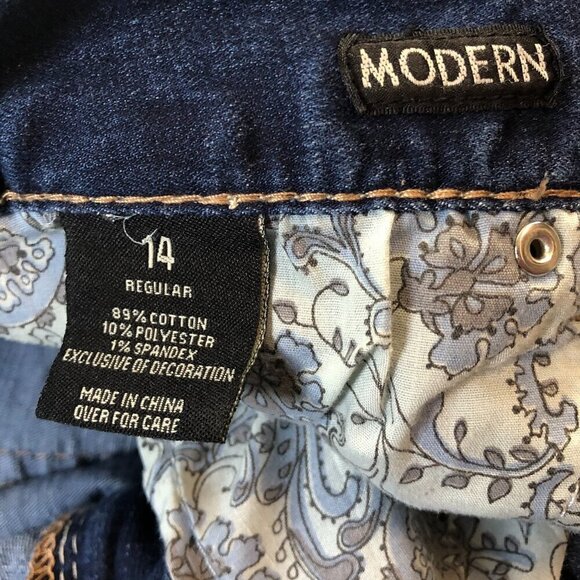 MODERN
14
REGULAR
89% COTTON
10% POLYESTER
1% SPANDEX
EXCLUSIVE OF DECORATION
MADE IN CHINA
OVER FOR CARE